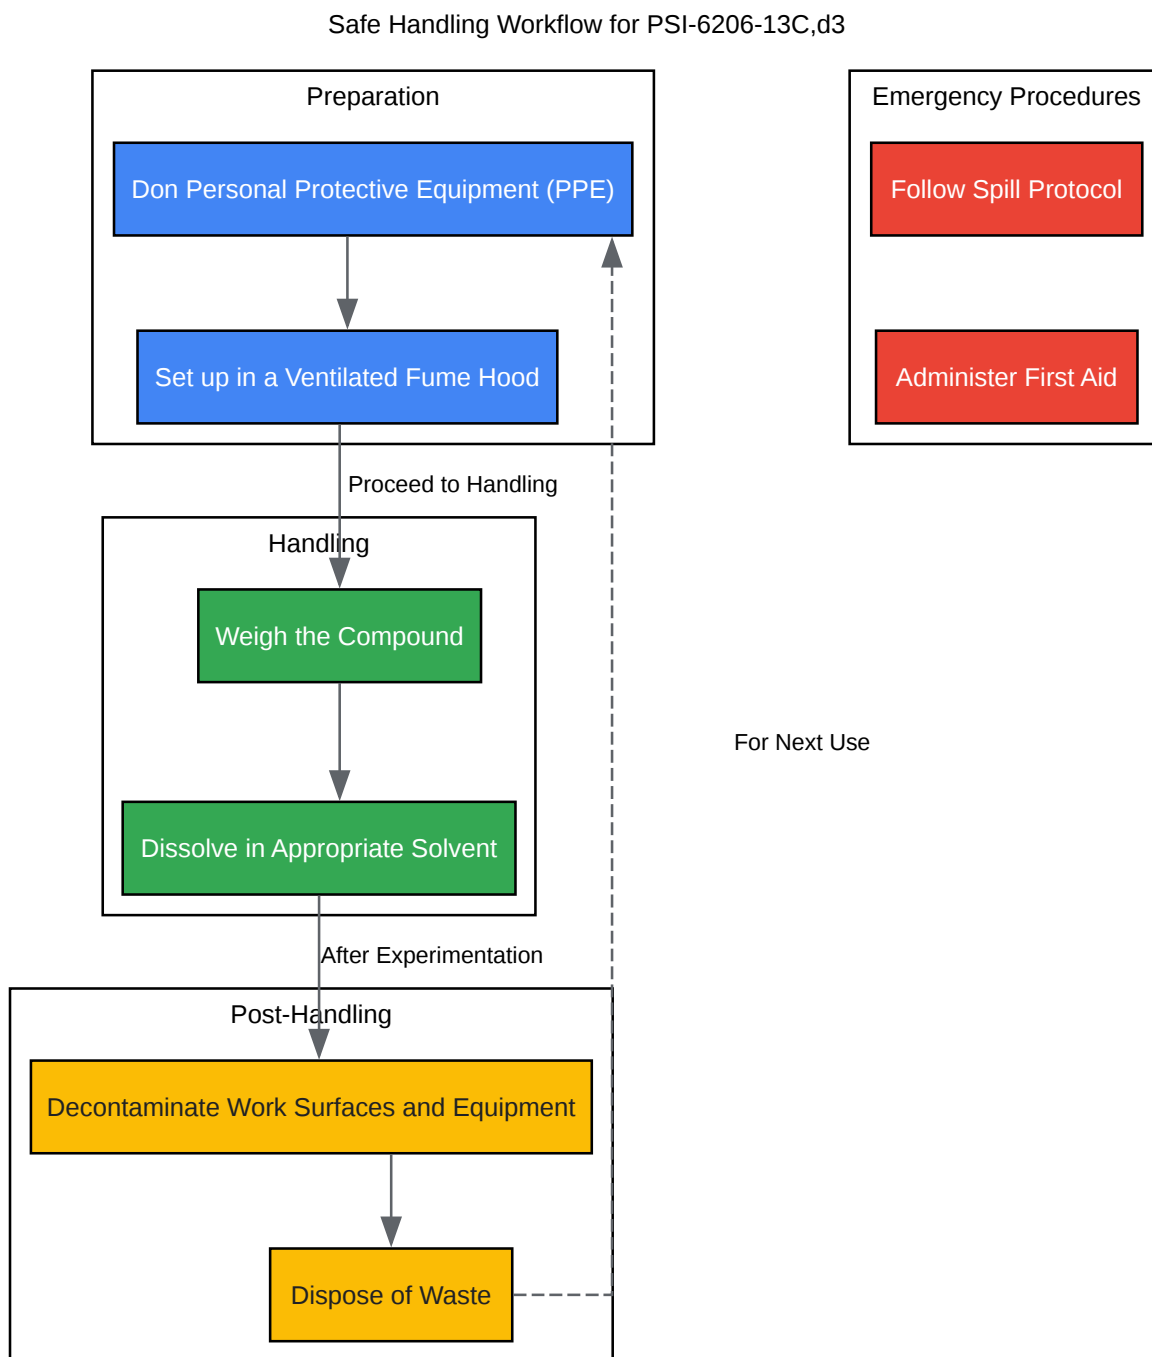 Safe Handling Workflow for PSI-6206-13C,d3
Preparation
Don Personal Protective Equipment (PPE)
Set up in a Ventilated Fume Hood
Proceed to Handling
Handling
Weigh the Compound
Dissolve in Appropriate Solvent
After Experimentation
Post-Handling
Decontaminate Work Surfaces and Equipment
Dispose of Waste
For Next Use
Emergency Procedures
Follow Spill Protocol
Administer First Aid